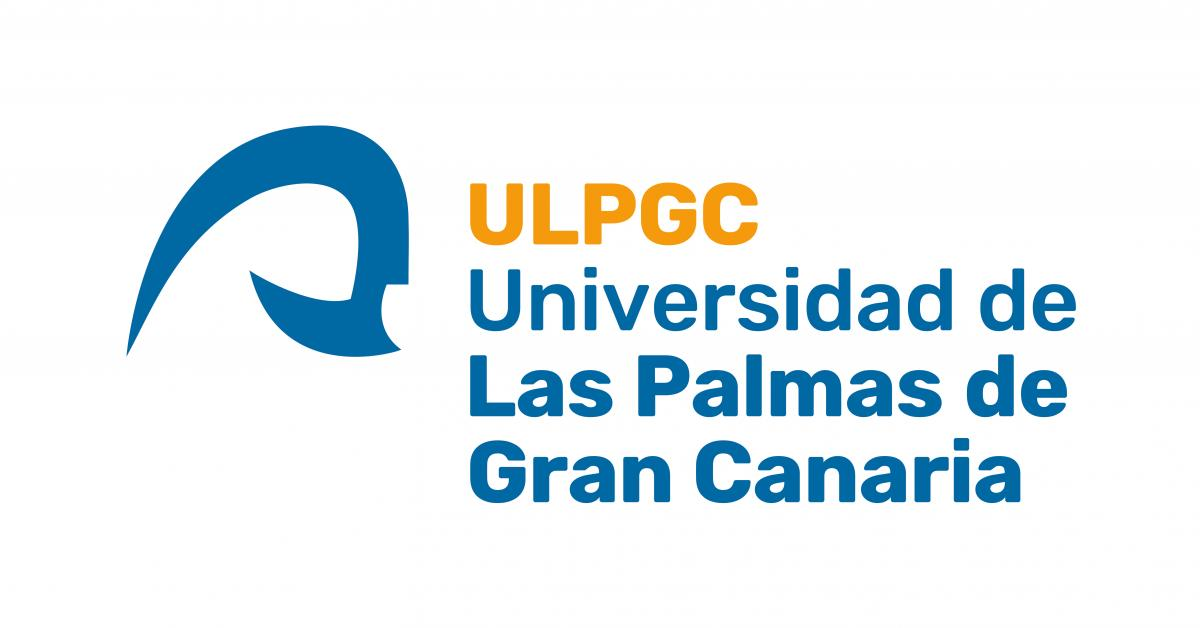 ULPGC
Universidad de
Las Palmas de
Gran Canaria